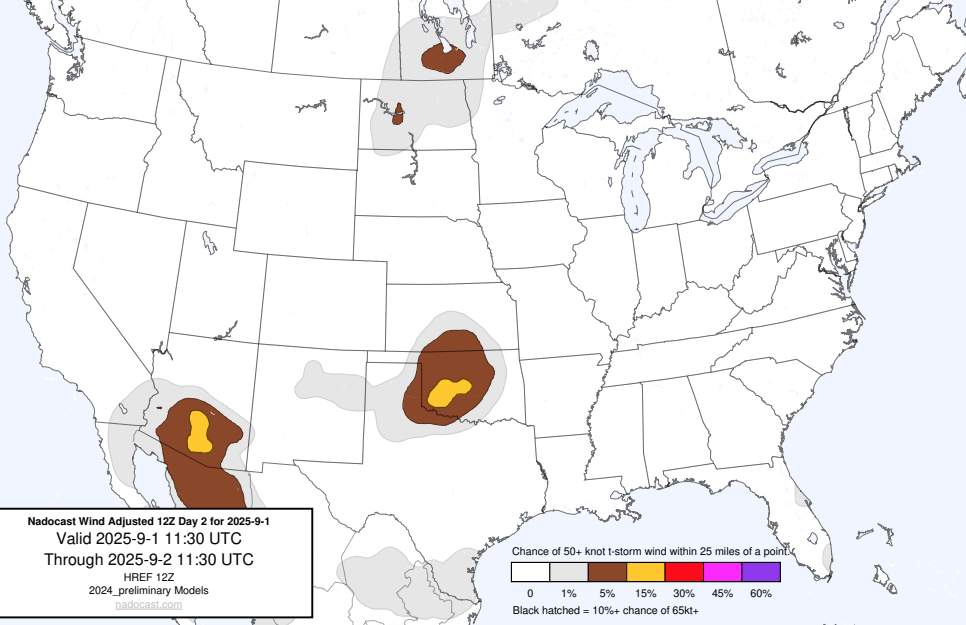 Nadocast Wind Adjusted 12Z Day 2 for 2025-9-1
Valid 2025-9-1 11:30 UTC
Through 2025-9-2 11:30 UTC
HREF 12Z
2024_preliminary Models
nadocast.com
Chance of 50+ knot t-storm wind within 25 miles of a point.
0 1% 5% 15% 30% 45% 60%
Black hatched = 10%+ chance of 65kt+